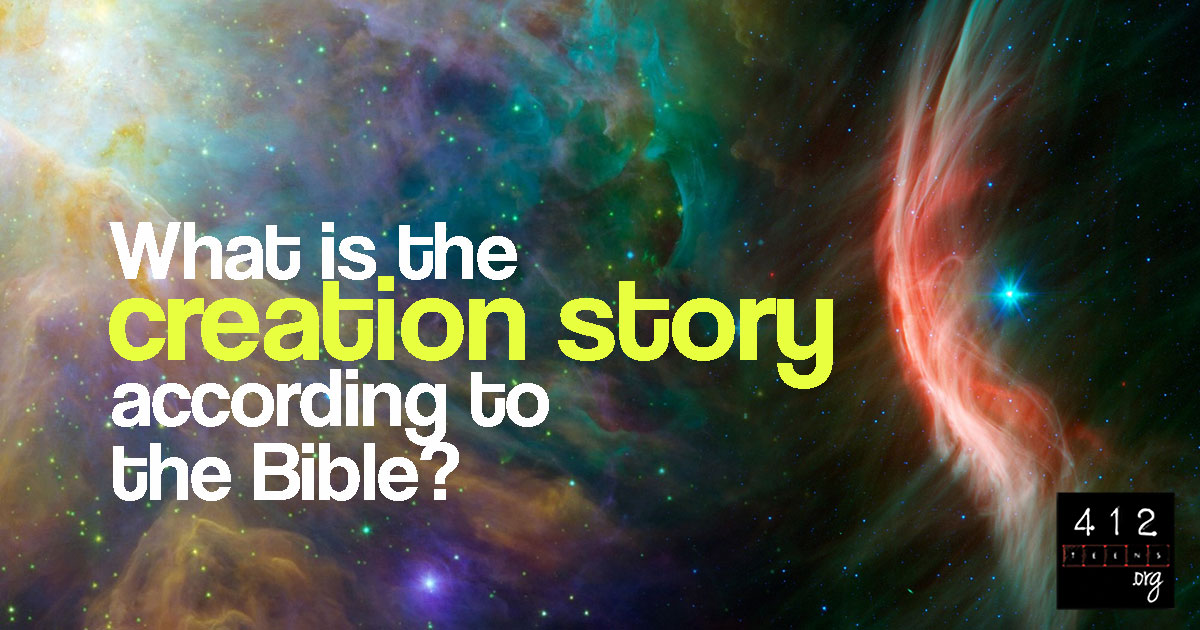 What is the
creation story
according to
the Bible?
412
TEENS
.org